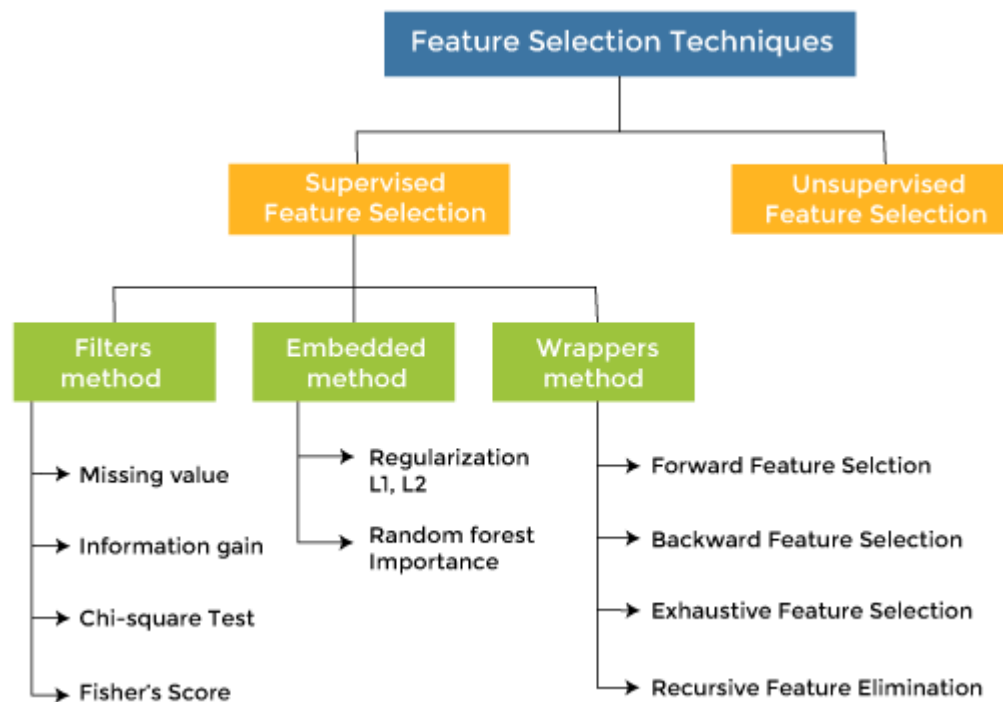 Feature Selection Techniques
Supervised
Feature Selection
Unsupervised
Feature Selection
Filters
method
Embedded
method
Wrappers
method
Missing value
Information gain
Chi-square Test
Fisher's Score
Regularization
L1, L2
Random forest
Importance
Forward Feature Selction
Backward Feature Selection
Exhaustive Feature Selection
Recursive Feature Elimination